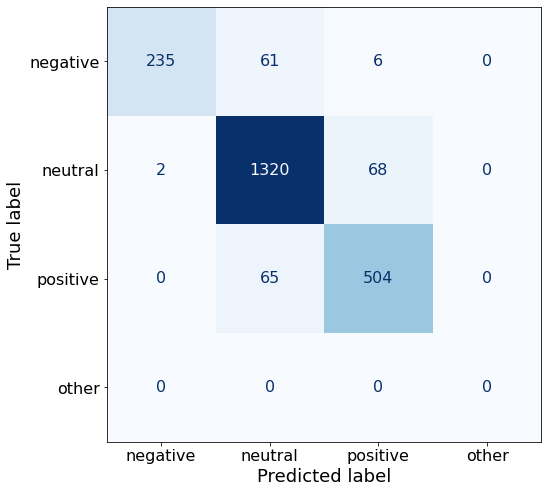 negative 235 61 6 0
neutral 2 1320 68 0
positive 0 65 504 0
other 0 0 0 0
negative neutral positive other
Predicted label
True label